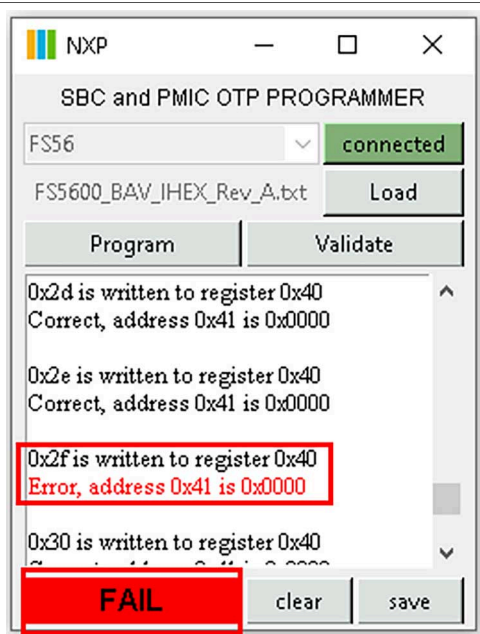 NXP
SBC and PMIC OTP PROGRAMMER
FS56 connected
FS5600_BAV_IHEX_Rev_A.txt Load
Program Validate
0x2d is written to register 0x40
Correct, address 0x41 is 0x0000
0x2e is written to register 0x40
Correct, address 0x41 is 0x0000
0x2f is written to register 0x40
Error, address 0x41 is 0x0000
0x30 is written to register 0x40
FAIL clear save